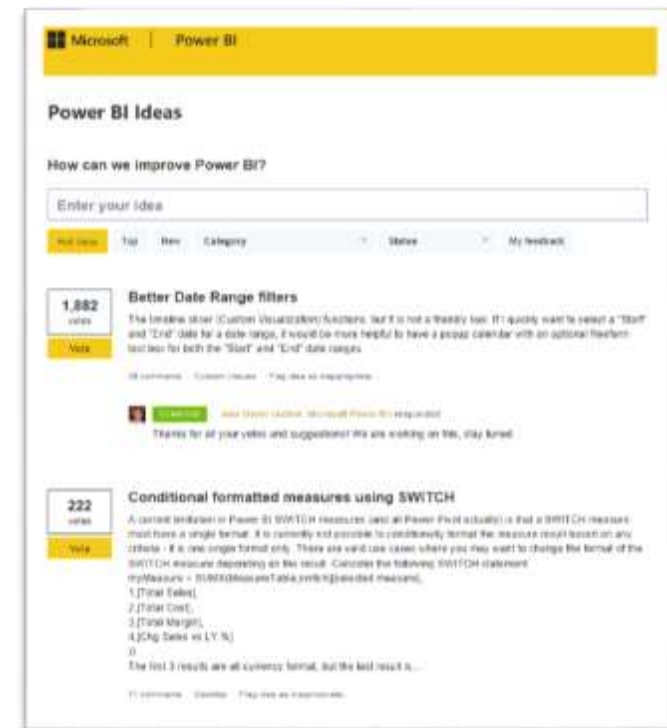 Microsoft | Power BI
Power BI Ideas
How can we improve Power BI?
Enter your idea
Hot ideas Top New Category Status My feedback
1,882
votes
Vote
Better Date Range filters
The timeline slicer (Custom Visualization) functions, but it is not a friendly tool. If I quickly want to select a "Start"
and "End" date for a date range, it would be more helpful to have a popup calendar with an optional freeform
text box for both the "Start" and "End" date ranges.
comments Custom Visuals Flag idea as inappropriate
responded
Thanks for all your votes and suggestions! We are working on this, stay tuned
222
votes
Vote
Conditional formatted measures using SWITCH
A current limitation in Power BI SWITCH measures (and all Power Pivot actually) is that a SWITCH measure
must have a single format. It is currently not possible to conditionally format the measure result based on any
criteria - it is one single format only. There are valid use cases where you may want to change the format of the
SWITCH measure depending on the result. Consider the following SWITCH statement
myMeasure = SUMX(MeasureTable,switch([selected measure],
1,[Total Sales],
2,[Total Cost],
3,[Total Margin],
4,[Chg Sales vs LY %]
))
The first 3 results are all currency format, but the last result is...
comments Flag idea as inappropriate